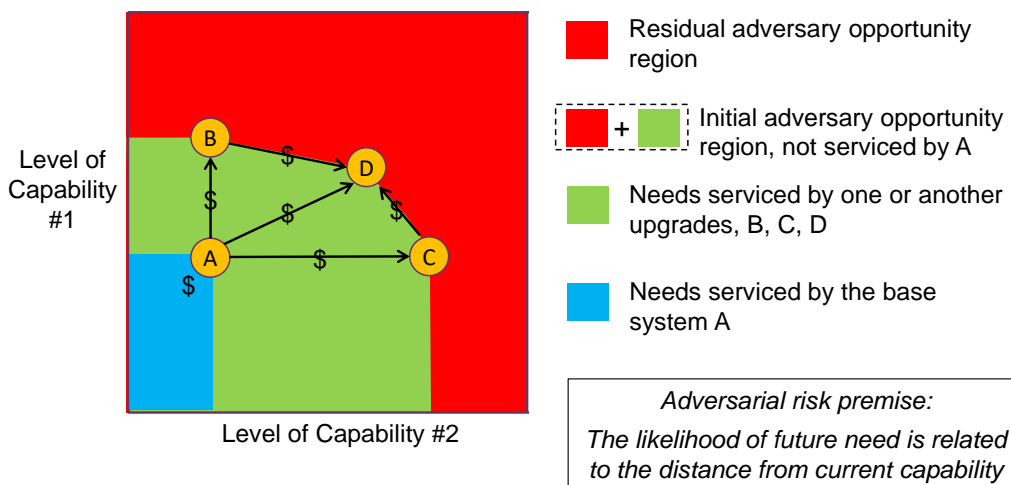 Level of
Capability
#1
B
$
D
$
$
$
A
$
C
$
Level of Capability #2
Residual adversary opportunity
region
+
Initial adversary opportunity
region, not serviced by A
Needs serviced by one or another
upgrades, B, C, D
Needs serviced by the base
system A
Adversarial risk premise:
The likelihood of future need is related
to the distance from current capability